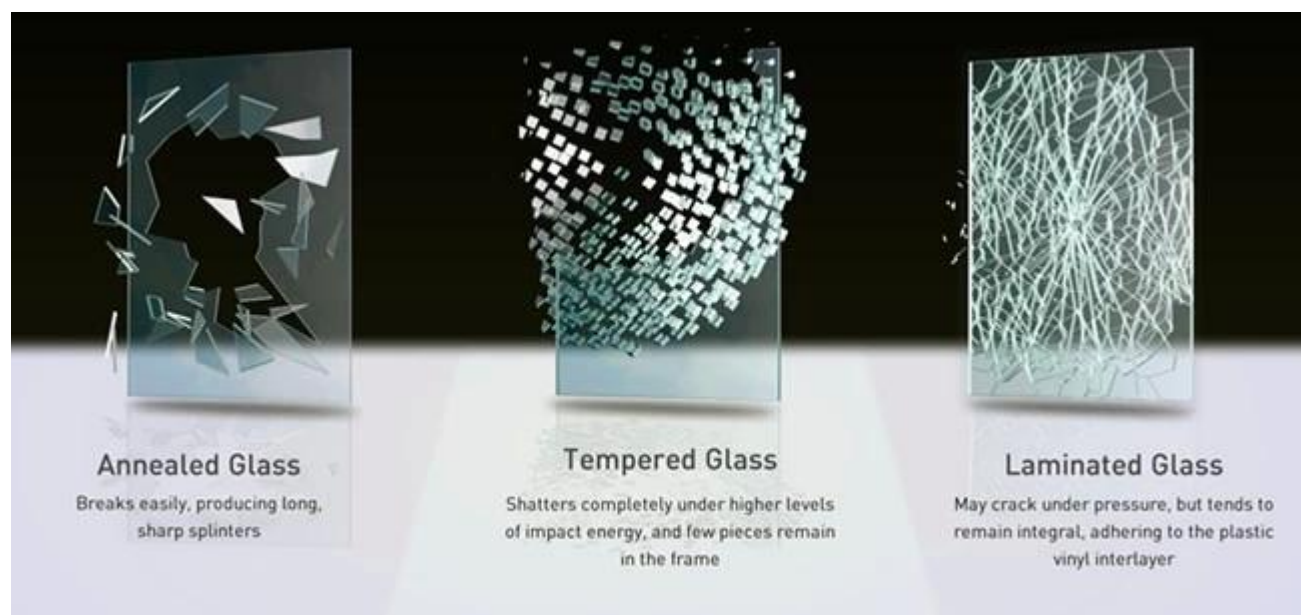 Annealed Glass
Breaks easily, producing long,
sharp splinters
Tempered Glass
Shatters completely under higher levels
of impact energy, and few pieces remain
in the frame
Laminated Glass
May crack under pressure, but tends to
remain integral, adhering to the plastic
vinyl interlayer